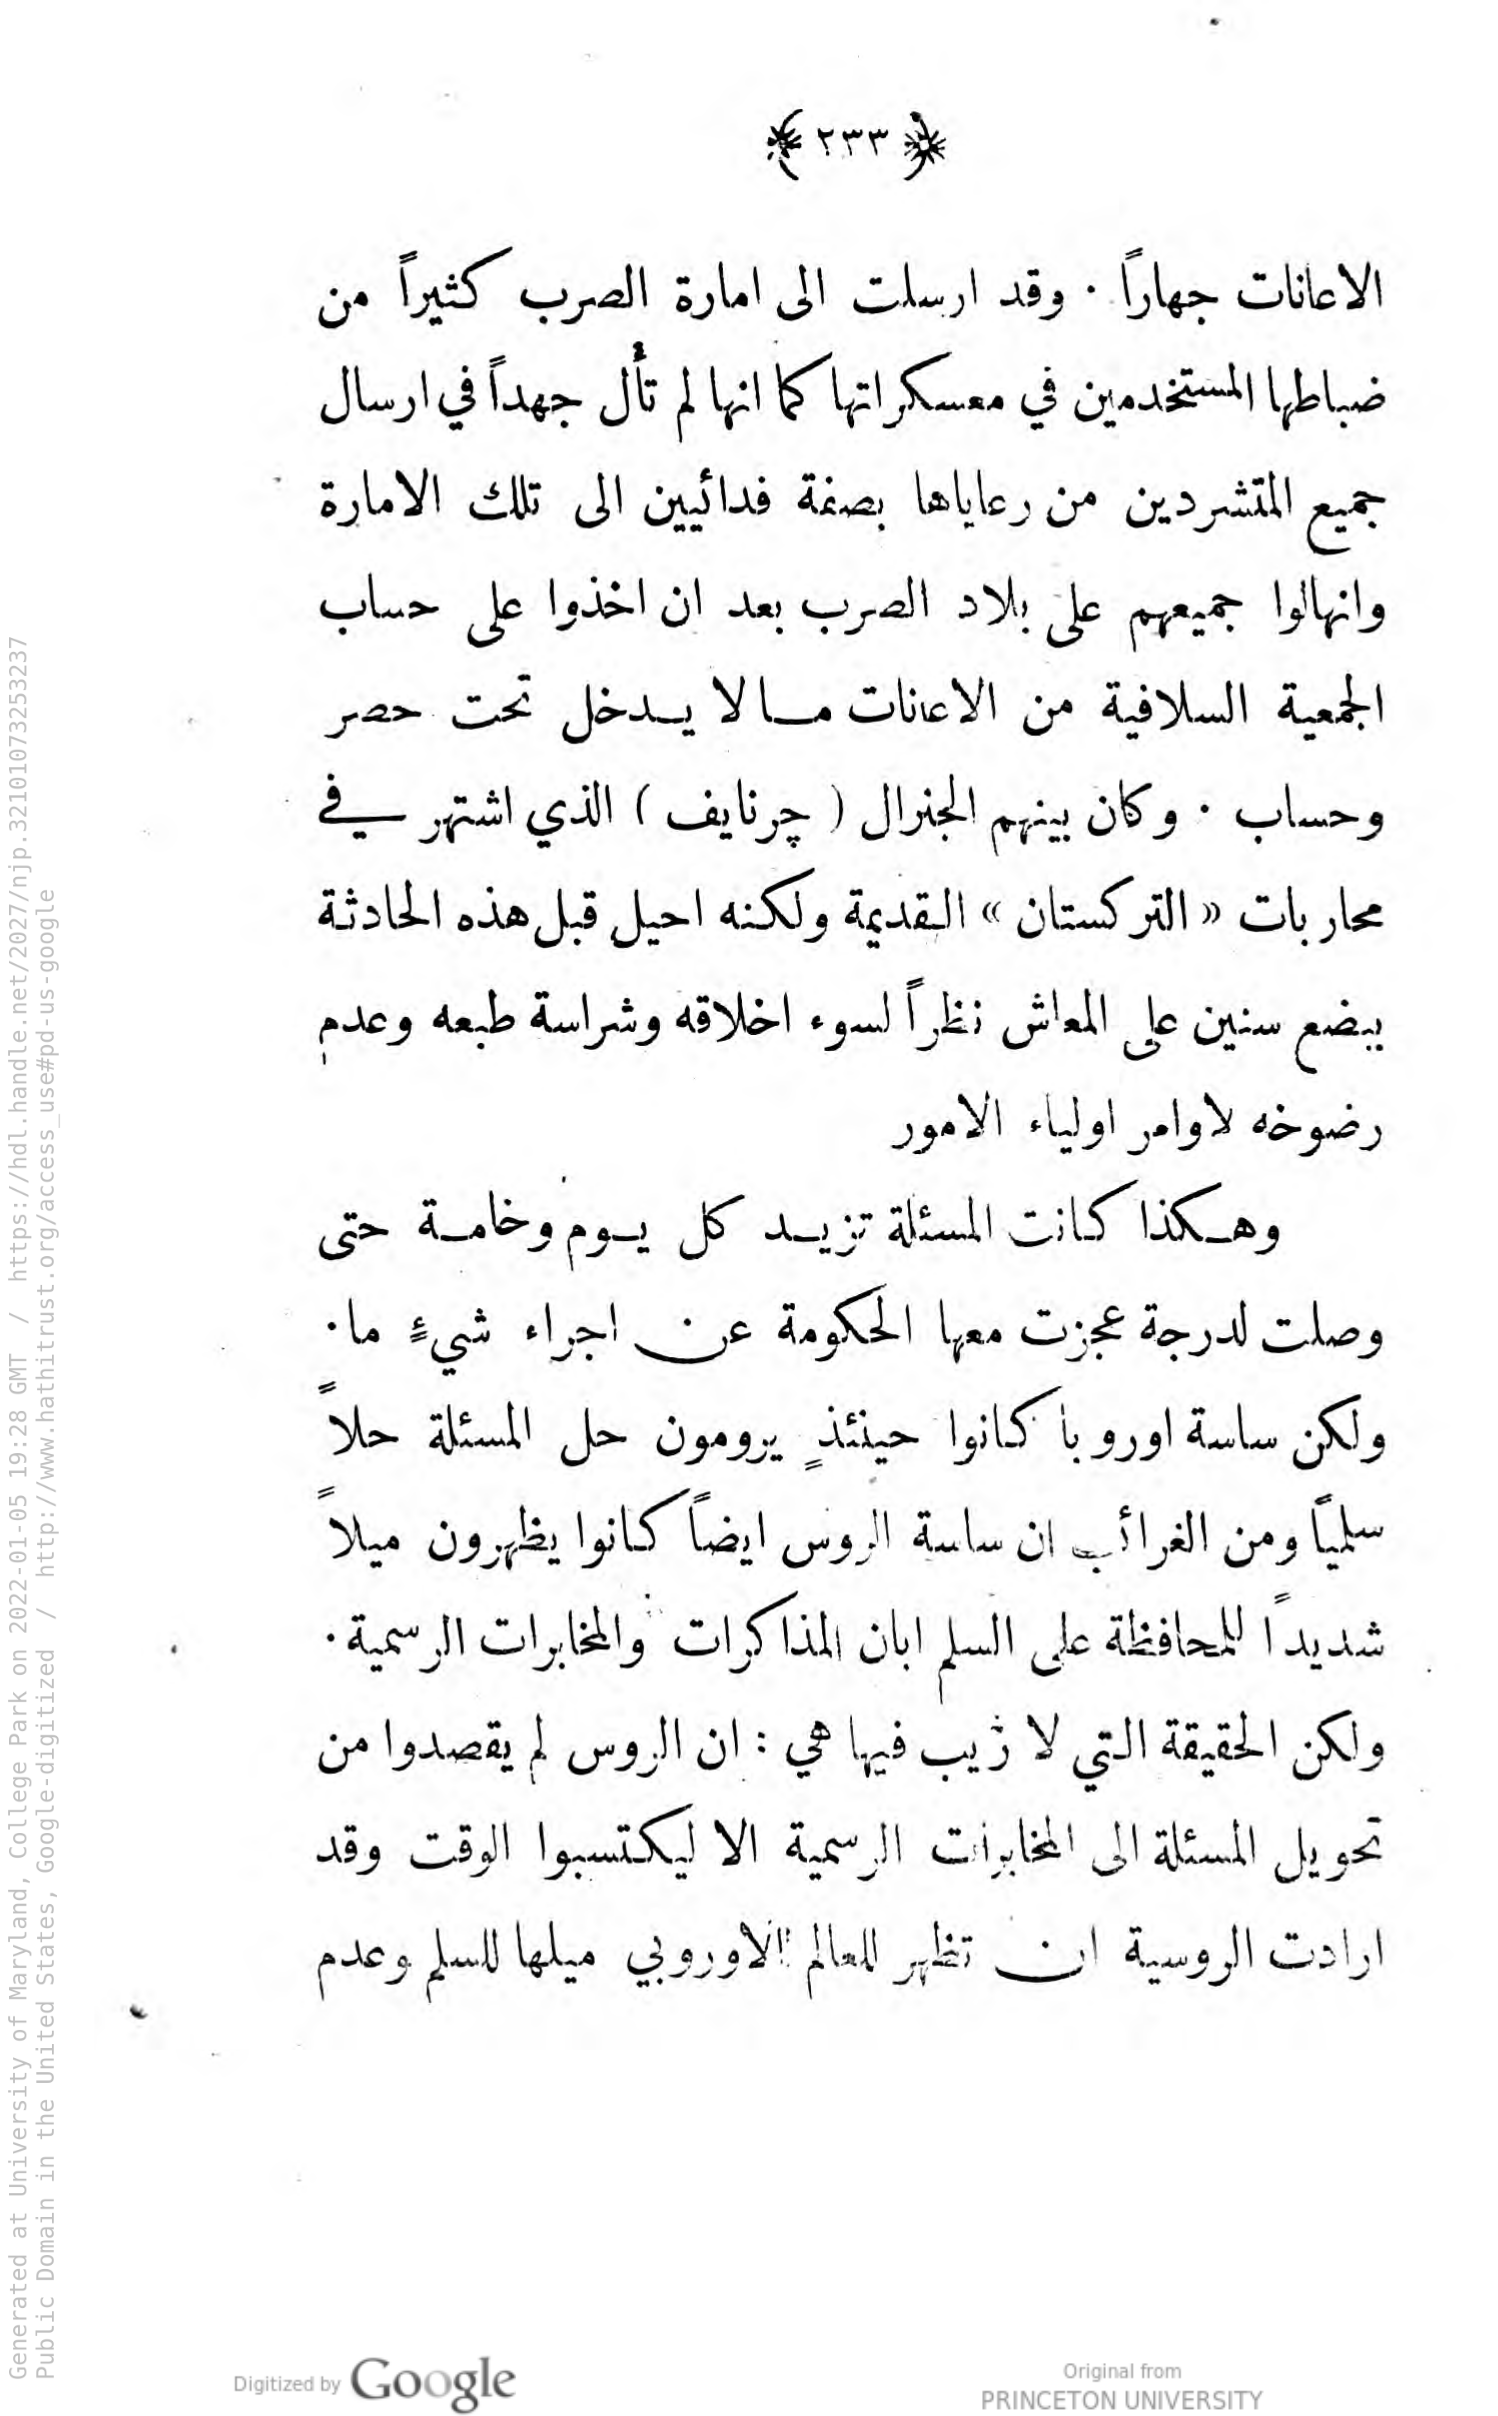 ﴿ ٢٣٣ ﴾
الاعانات جهاراً · وقد ارسلت الى امارة الصرب كثيراً من
ضباطها المستخدمين في معسكراتها كما انها لم تأل جهداً في ارسال
جميع المتشردين من رعاياها بصفة فدائيين الى تلك الامارة
وانهالوا جميعهم على بلاد الصرب بعد ان اخذوا على حساب
الجمعية السلافية من الاعانات مــا لا يــدخل تحت حصر
وحساب · وكان بينهم الجنرال ( چرنايف ) الذي اشتهر في
محاربات « التركستان » القديمة ولكنه احيل قبل هذه الحادثة
ببضع سنين على المعاش نظراً لسوء اخلاقه وشراسة طبعه وعدم
رضوخه لاوامر اولياء الامور
وهـكذا كانت المسئلة تزيـد كل يـوم وخامـة حتى
وصلت لدرجة عجزت معها الحكومة عن اجراء شيءٍ ما ·
ولكن ساسة اوروبا كانوا حينئذٍ يرومون حل المسئلة حلاً
سلمياً ومن الغرائب ان ساسة الروس ايضاً كانوا يظهرون ميلاً
شديداً للمحافظة على السلم ابان المذاكرات والمخابرات الرسمية ·
ولكن الحقيقة التي لا ريب فيها هي : ان الروس لم يقصدوا من
تحويل المسئلة الى المخابرات الرسمية الا ليكتسبوا الوقت وقد
ارادت الروسية ان تظهر للعالم الاوروبي ميلها للسلم وعدم
Generated at University of Maryland, College Park on 2022-01-05 19:28 GMT / https://hdl.handle.net/2027/njp.32101073253237
Public Domain in the United States, Google-digitized / http://www.hathitrust.org/access_use#pd-us-google
Digitized by Google
Original from
PRINCETON UNIVERSITY